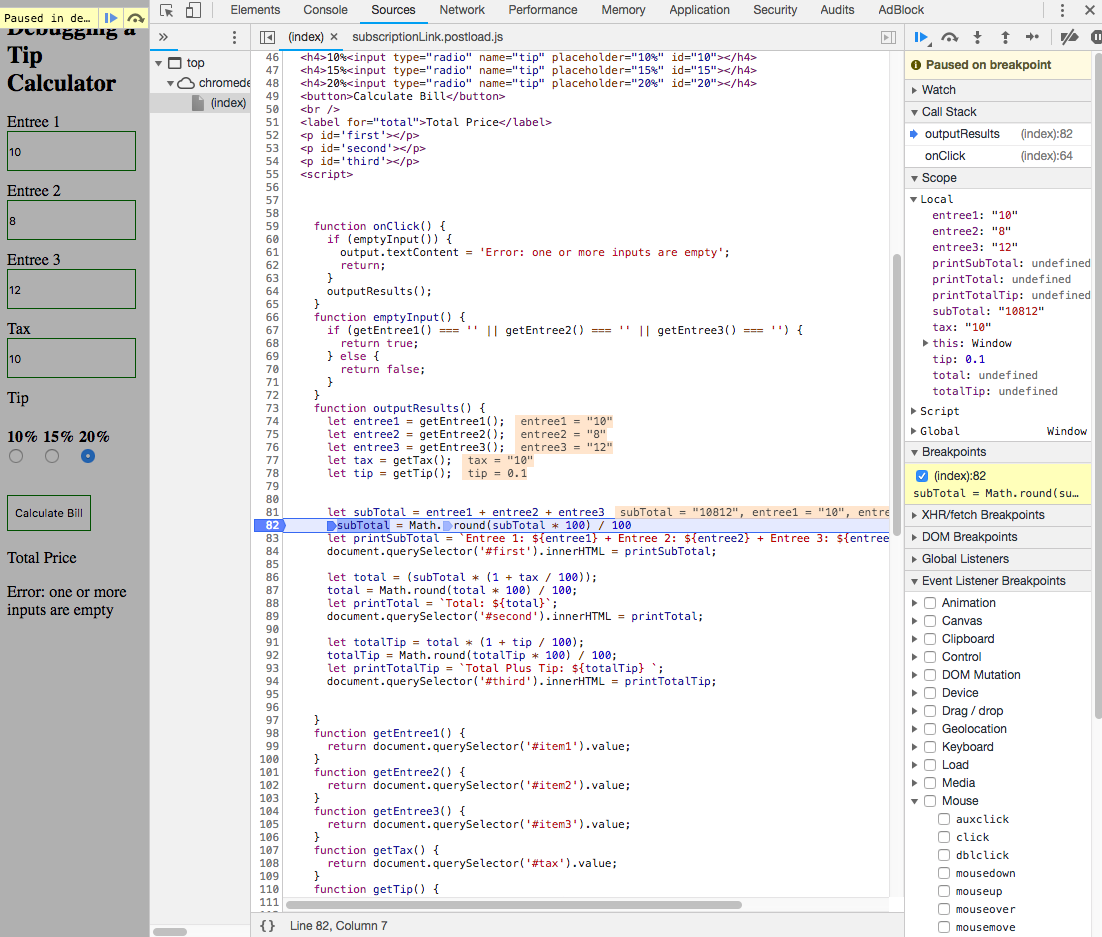 Paused in de...
Debugging a
Tip
Calculator
Entree 1
10
Entree 2
8
Entree 3
12
Tax
10
Tip
10% 15% 20%
Calculate Bill
Total Price
Error: one or more
inputs are empty
Elements Console Sources Network Performance Memory Application Security Audits AdBlock
» (index) × subscriptionLink.postload.js
top
chromede
(index)
46 <h4>10%<input type="radio" name="tip" placeholder="10%" id="10"></h4>
47 <h4>15%<input type="radio" name="tip" placeholder="15%" id="15"></h4>
48 <h4>20%<input type="radio" name="tip" placeholder="20%" id="20"></h4>
49 <button>Calculate Bill</button>
50 <br />
51 <label for="total">Total Price</label>
52 <p id='first'></p>
53 <p id='second'></p>
54 <p id='third'></p>
55 <script>
56
57
58
59 function onClick() {
60 if (emptyInput()) {
61 output.textContent = 'Error: one or more inputs are empty';
62 return;
63 }
64 outputResults();
65 }
66 function emptyInput() {
67 if (getEntree1() === '' || getEntree2() === '' || getEntree3() === '') {
68 return true;
69 } else {
70 return false;
71 }
72 }
73 function outputResults() {
74 let entree1 = getEntree1(); entree1 = "10"
75 let entree2 = getEntree2(); entree2 = "8"
76 let entree3 = getEntree3(); entree3 = "12"
77 let tax = getTax(); tax = "10"
78 let tip = getTip(); tip = 0.1
79
80
81 let subTotal = entree1 + entree2 + entree3 subTotal = "10812", entree1 = "10", entre
82 subTotal = Math.round(subTotal * 100) / 100
83 let printSubTotal = `Entree 1: ${entree1} + Entree 2: ${entree2} + Entree 3: ${entree
84 document.querySelector('#first').innerHTML = printSubTotal;
85
86 let total = (subTotal * (1 + tax / 100));
87 total = Math.round(total * 100) / 100;
88 let printTotal = `Total: ${total}`;
89 document.querySelector('#second').innerHTML = printTotal;
90
91 let totalTip = total * (1 + tip / 100);
92 totalTip = Math.round(totalTip * 100) / 100;
93 let printTotalTip = `Total Plus Tip: ${totalTip} `;
94 document.querySelector('#third').innerHTML = printTotalTip;
95
96
97 }
98 function getEntree1() {
99 return document.querySelector('#item1').value;
100 }
101 function getEntree2() {
102 return document.querySelector('#item2').value;
103 }
104 function getEntree3() {
105 return document.querySelector('#item3').value;
106 }
107 function getTax() {
108 return document.querySelector('#tax').value;
109 }
110 function getTip() {
111
{} Line 82, Column 7
Paused on breakpoint
Watch
Call Stack
outputResults (index):82
onClick (index):64
Scope
Local
entree1: "10"
entree2: "8"
entree3: "12"
printSubTotal: undefined
printTotal: undefined
printTotalTip: undefined
subTotal: "10812"
tax: "10"
this: Window
tip: 0.1
total: undefined
totalTip: undefined
Script
Global Window
Breakpoints
(index):82
subTotal = Math.round(su...
XHR/fetch Breakpoints
DOM Breakpoints
Global Listeners
Event Listener Breakpoints
Animation
Canvas
Clipboard
Control
DOM Mutation
Device
Drag / drop
Geolocation
Keyboard
Load
Media
Mouse
auxclick
click
dblclick
mousedown
mouseup
mouseover
mousemove